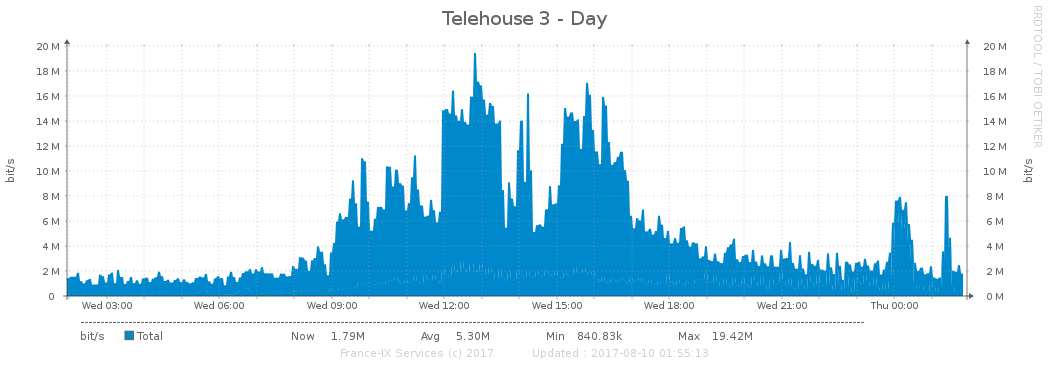 Telehouse 3 - Day
RRDTOOL / TOBI OETIKER
20 M 20 M
18 M 18 M
16 M 16 M
14 M 14 M
12 M 12 M
10 M 10 M
8 M 8 M
6 M 6 M
4 M 4 M
2 M 2 M
0 0 M
bit/s
bit/s
Wed 03:00 Wed 06:00 Wed 09:00 Wed 12:00 Wed 15:00 Wed 18:00 Wed 21:00 Thu 00:00
bit/s Total Now 1.79M Avg 5.30M Min 840.83k Max 19.42M
France-IX Services (c) 2017 Updated : 2017-08-10 01:55:13